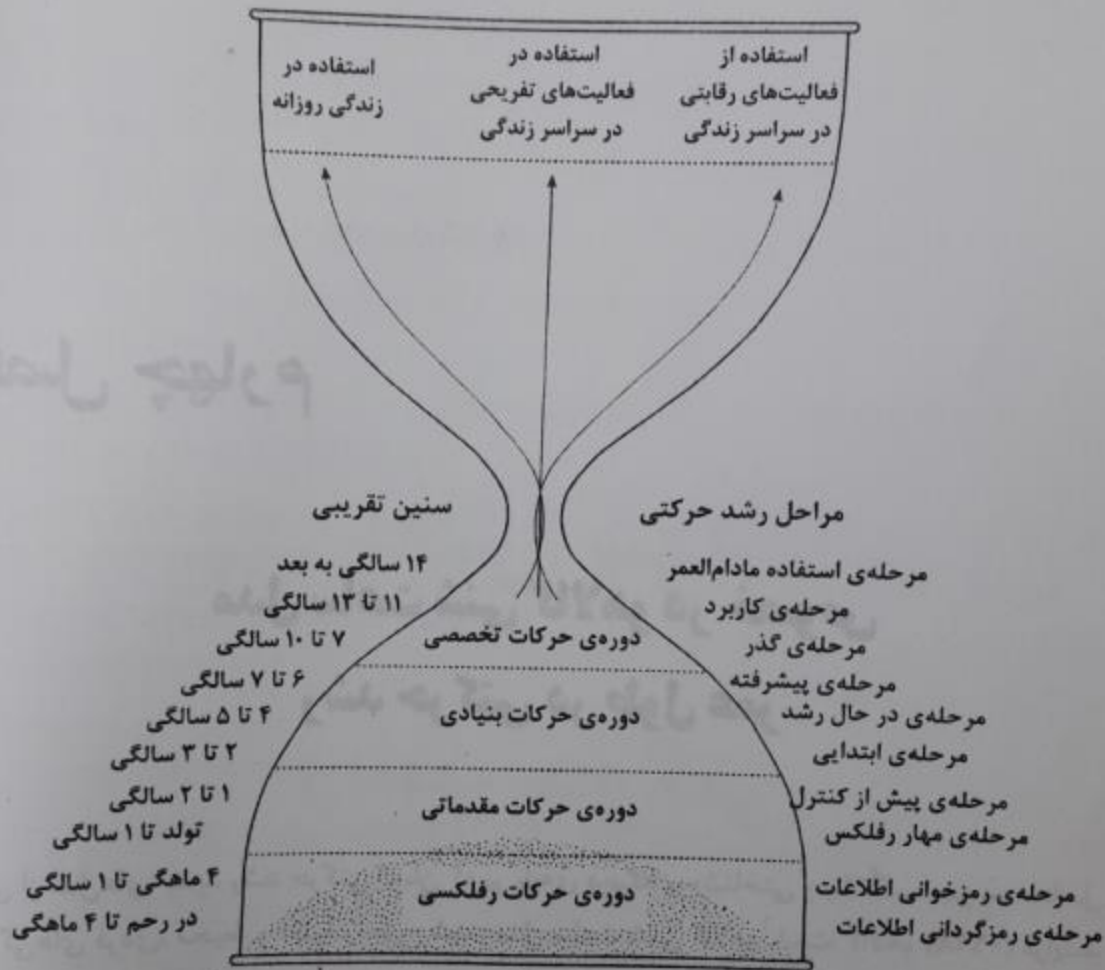 استفاده از
فعالیت‌های رقابتی
در سراسر زندگی
استفاده در
فعالیت‌های تفریحی
در سراسر زندگی
استفاده در
زندگی روزانه
مراحل رشد حرکتی
سنین تقریبی
مرحله‌ی استفاده مادام‌العمر
۱۴ سالگی به بعد
مرحله‌ی کاربرد
۱۱ تا ۱۳ سالگی
مرحله‌ی گذر
دوره‌ی حرکات تخصصی
۷ تا ۱۰ سالگی
مرحله‌ی پیشرفته
۶ تا ۷ سالگی
مرحله‌ی در حال رشد
دوره‌ی حرکات بنیادی
۴ تا ۵ سالگی
مرحله‌ی ابتدایی
۲ تا ۳ سالگی
مرحله‌ی پیش از کنترل
دوره‌ی حرکات مقدماتی
۱ تا ۲ سالگی
مرحله‌ی مهار رفلکس
تولد تا ۱ سالگی
مرحله‌ی رمزخوانی اطلاعات
دوره‌ی حرکات رفلکسی
۴ ماهگی تا ۱ سالگی
مرحله‌ی رمزگردانی اطلاعات
در رحم تا ۴ ماهگی